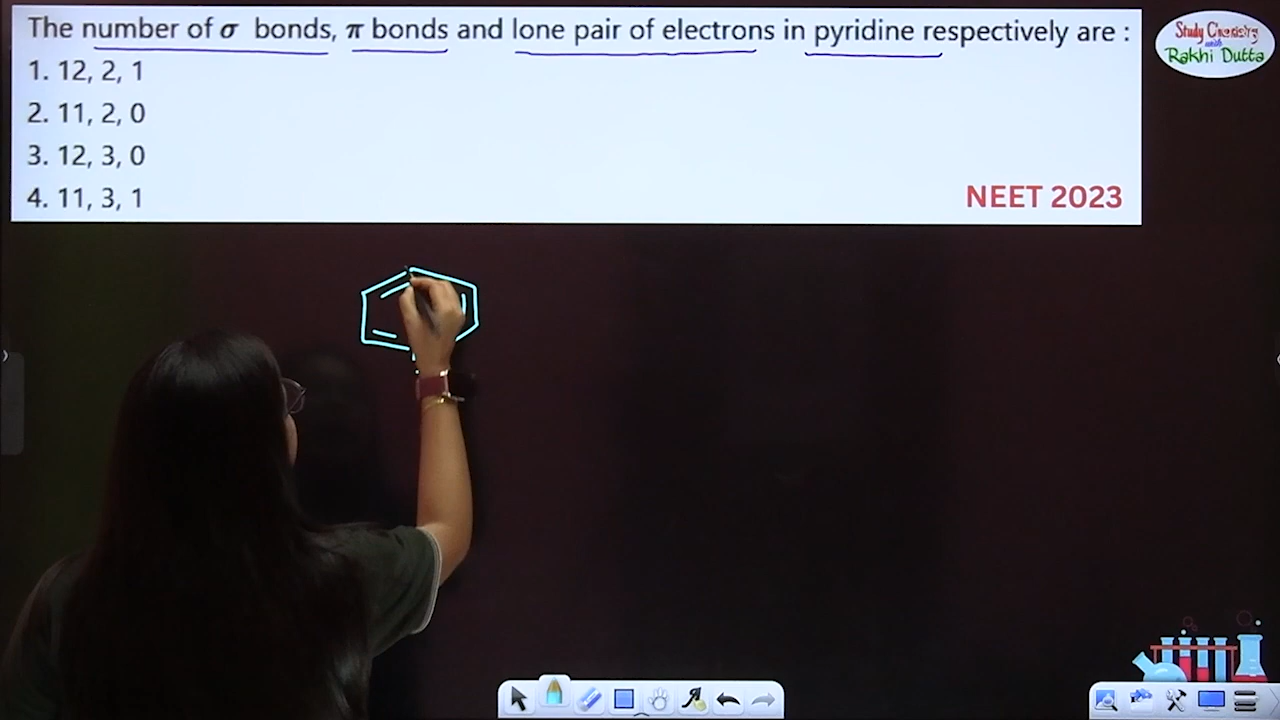 The number of σ bonds, π bonds and lone pair of electrons in pyridine respectively are :
1. 12, 2, 1
2. 11, 2, 0
3. 12, 3, 0
4. 11, 3, 1
NEET 2023
Study Chemistry
with
Rakhi Dutta